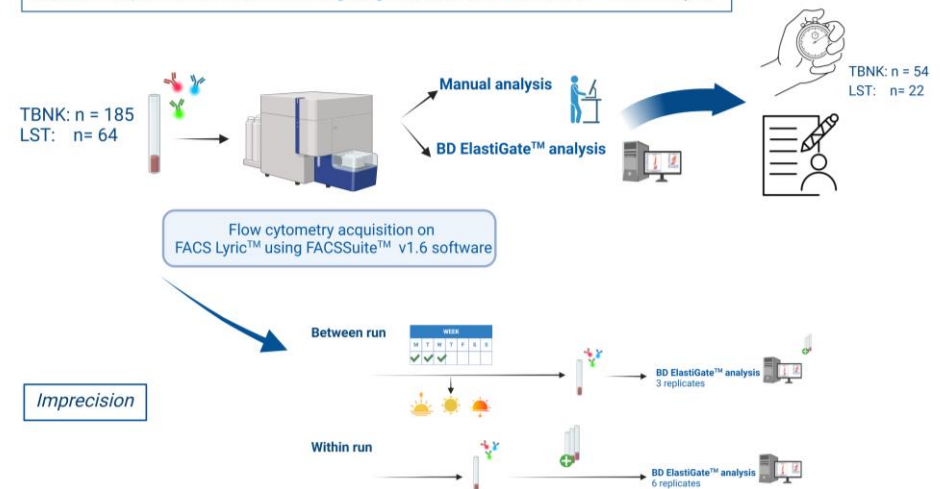 TBNK: n = 185
LST: n= 64
Manual analysis
BD ElastiGate™ analysis
TBNK: n = 54
LST: n= 22
Flow cytometry acquisition on
FACS Lyric™ using FACSSuite™ v1.6 software
Between run
WEEK
M T W T F S S
BD ElastiGate™ analysis
3 replicates
Imprecision
Within run
BD ElastiGate™ analysis
6 replicates